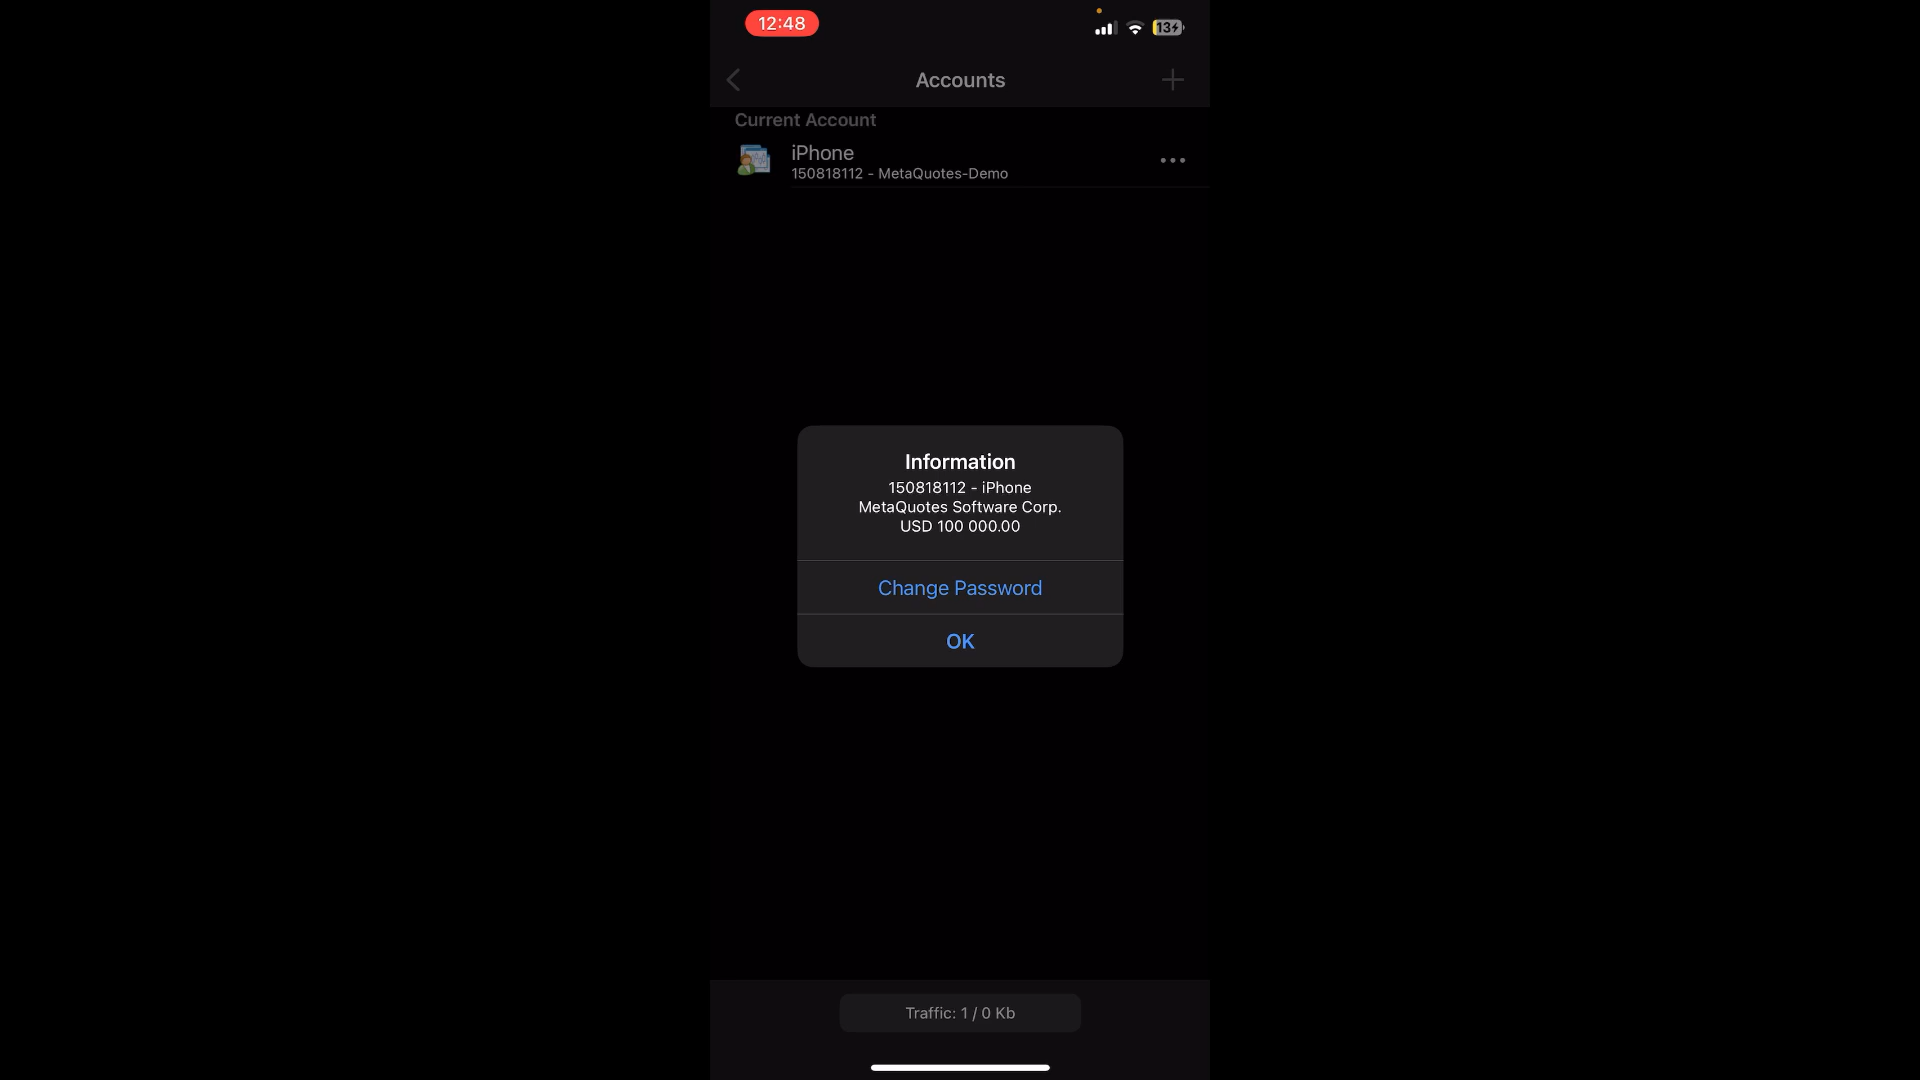 12:48
13
Accounts
Current Account
iPhone
150818112 - MetaQuotes-Demo
Information
150818112 - iPhone
MetaQuotes Software Corp.
USD 100 000.00
Change Password
OK
Traffic: 1 / 0 Kb